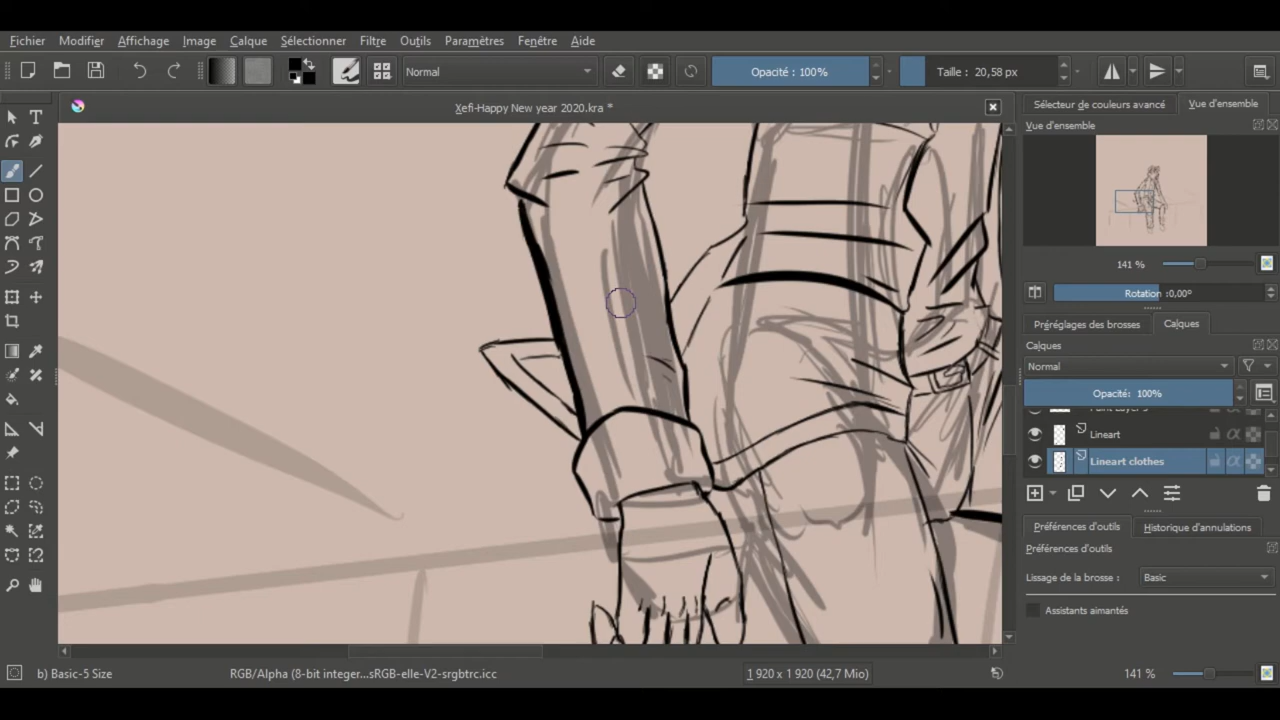 Fichier Modifier Affichage Image Calque Sélectionner Filtre Outils Paramètres Fenêtre Aide
Normal Opacité : 100% Taille : 20,58 px
Xefi-Happy New year 2020.kra *
Sélecteur de couleurs avancé Vue d'ensemble
Vue d'ensemble
141 %
Rotation :0,00°
Préréglages des brosses Calques
Calques
Normal
Opacité: 100%
Lineart
Lineart clothes
Préférences d'outils Historique d'annulations
Préférences d'outils
Lissage de la brosse : Basic
Assistants aimantés
b) Basic-5 Size RGB/Alpha (8-bit integer...sRGB-elle-V2-srgbtrc.icc 1 920 x 1 920 (42,7 Mio) 141 %